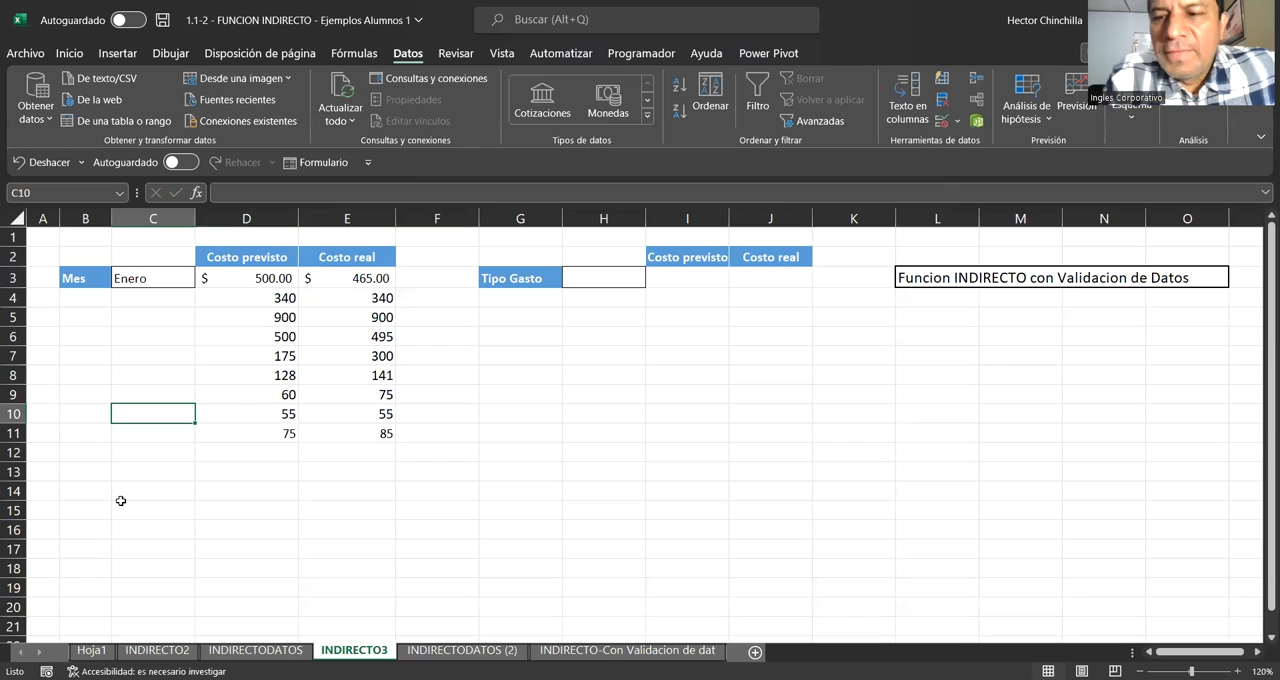 Autoguardado
1.1-2 - FUNCION INDIRECTO - Ejemplos Alumnos 1
Buscar (Alt+Q)
Hector Chinchilla
Archivo Inicio Insertar Dibujar Disposición de página Fórmulas Datos Revisar Vista Automatizar Programador Ayuda Power Pivot
De texto/CSV
De la web
De una tabla o rango
Desde una imagen
Fuentes recientes
Conexiones existentes
Obtener datos
Obtener y transformar datos
Actualizar todo
Consultas y conexiones
Propiedades
Editar vínculos
Consultas y conexiones
Cotizaciones Monedas
Tipos de datos
Ordenar
Filtro
Borrar
Volver a aplicar
Avanzadas
Ordenar y filtrar
Texto en columnas
Herramientas de datos
Análisis de hipótesis
Previsión
Previsión
Análisis
Ingles Corporativo
Deshacer Autoguardado Rehacer Formulario
C10 fx
A B C D E F G H I J K L M N O
1
2 Costo previsto Costo real Costo previsto Costo real
3 Mes Enero $ 500.00 $ 465.00 Tipo Gasto Funcion INDIRECTO con Validacion de Datos
4 340 340
5 900 900
6 500 495
7 175 300
8 128 141
9 60 75
10 55 55
11 75 85
12
13
14
15
16
17
18
19
20
21
Hoja1 INDIRECTO2 INDIRECTODATOS INDIRECTO3 INDIRECTODATOS (2) INDIRECTO-Con Validacion de dat
Listo Accesibilidad: es necesario investigar 120%